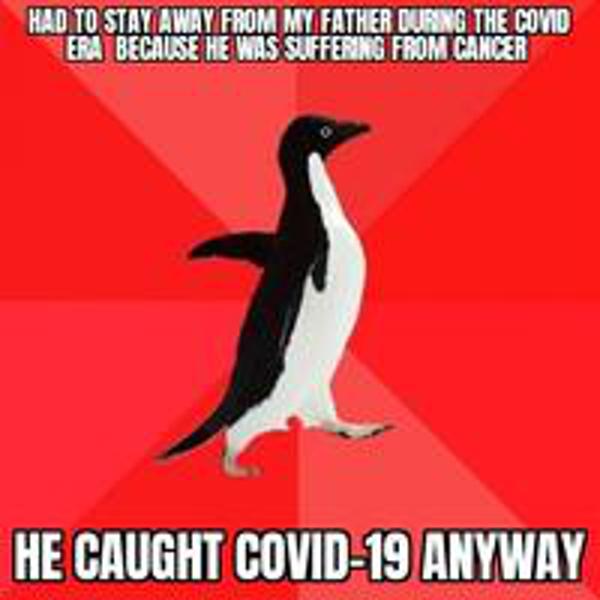 HAD TO STAY AWAY FROM MY FATHER DURING THE COVID
ERA BECAUSE HE WAS SUFFERING FROM CANCER
HE CAUGHT COVID-19 ANYWAY